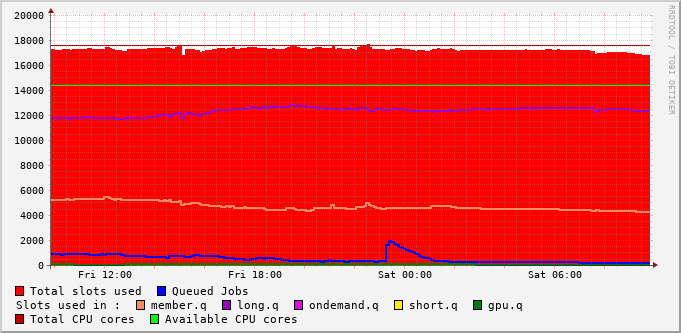 RRDTOOL / TOBI OETIKER
20000
18000
16000
14000
12000
10000
8000
6000
4000
2000
0
Fri 12:00 Fri 18:00 Sat 00:00 Sat 06:00
Total slots used Queued Jobs
Slots used in : member.q long.q ondemand.q short.q gpu.q
Total CPU cores Available CPU cores